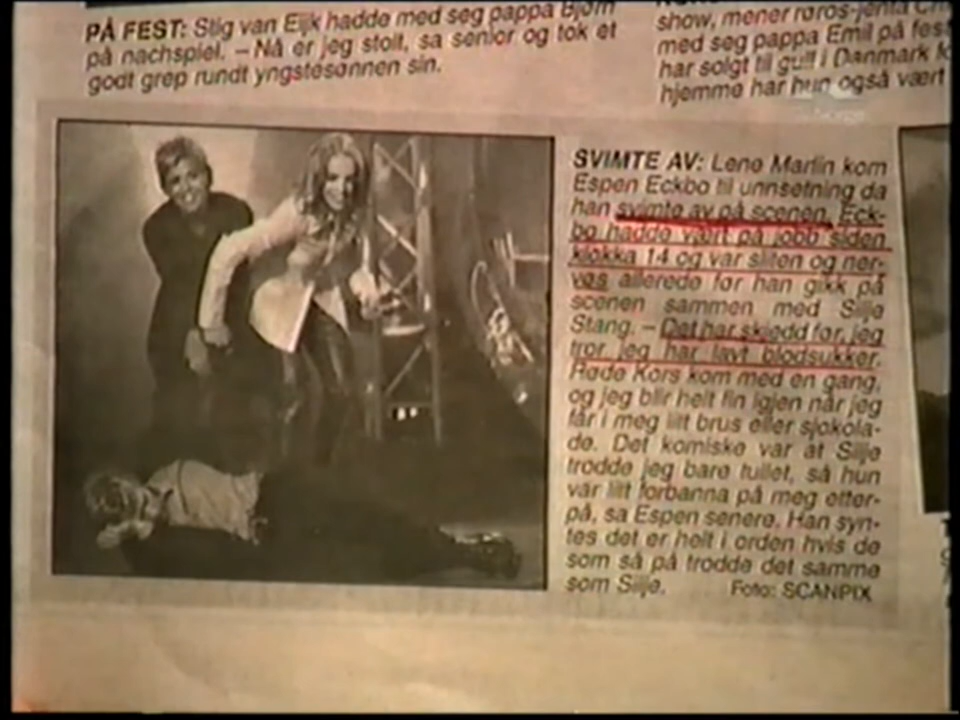 PÅ FEST: Stig van Eijk hadde med seg pappa Bjørn
på nachspiel. – Nå er jeg stolt, sa senior og tok et
godt grep rundt yngstesønnen sin.
show, mener røros-jenta
med seg pappa Emil på fest
har solgt til gull i Danmark
hjemme har hun også vært
SVIMTE AV: Lene Marlin kom
Espen Eckbo til unnsetning da
han svimte av på scenen. Eck-
bo hadde vært på jobb siden
klokka 14 og var sliten og ner-
vøs allerede før han gikk på
scenen sammen med Silje
Stang. – Det har skjedd før, jeg
tror jeg har lavt blodsukker.
Røde Kors kom med en gang,
og jeg blir helt fin igjen når jeg
får i meg litt brus eller sjokola-
de. Det komiske var at Silje
trodde jeg bare tullet, så hun
var litt forbanna på meg etter-
på, sa Espen senere. Han syn-
tes det er helt i orden hvis de
som så på trodde det samme
som Silje. Foto: SCANPIX